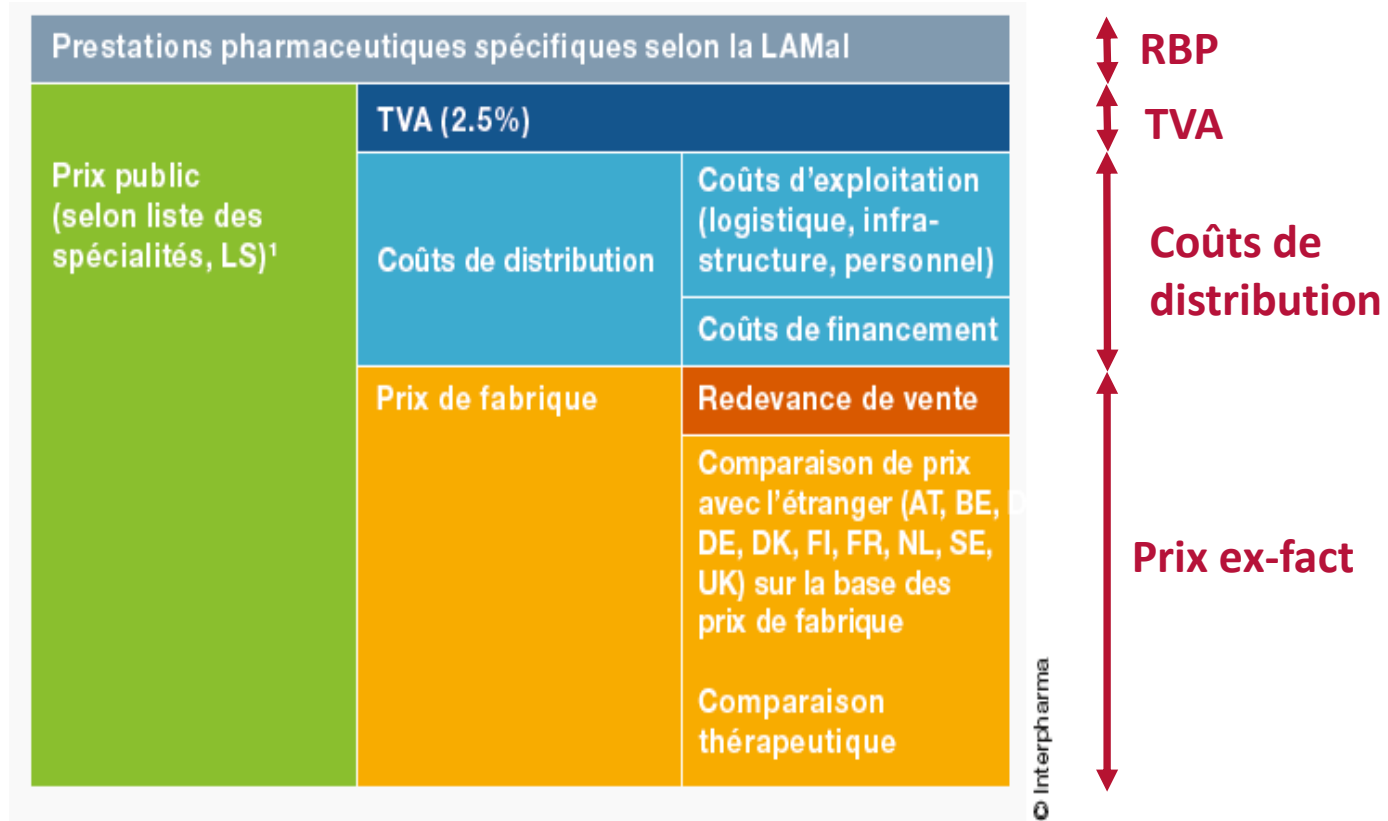 Prestations pharmaceutiques spécifiques selon la LAMal
RBP
TVA (2.5%)
TVA
Prix public
(selon liste des
spécialités, LS)¹
Coûts de distribution
Coûts d'exploitation
(logistique, infra-
structure, personnel)
Coûts de financement
Coûts de
distribution
Prix de fabrique
Redevance de vente
Comparaison de prix
avec l'étranger (AT, BE, D
DE, DK, FI, FR, NL, SE,
UK) sur la base des
prix de fabrique
Comparaison
thérapeutique
Prix ex-fact
© Interpharma